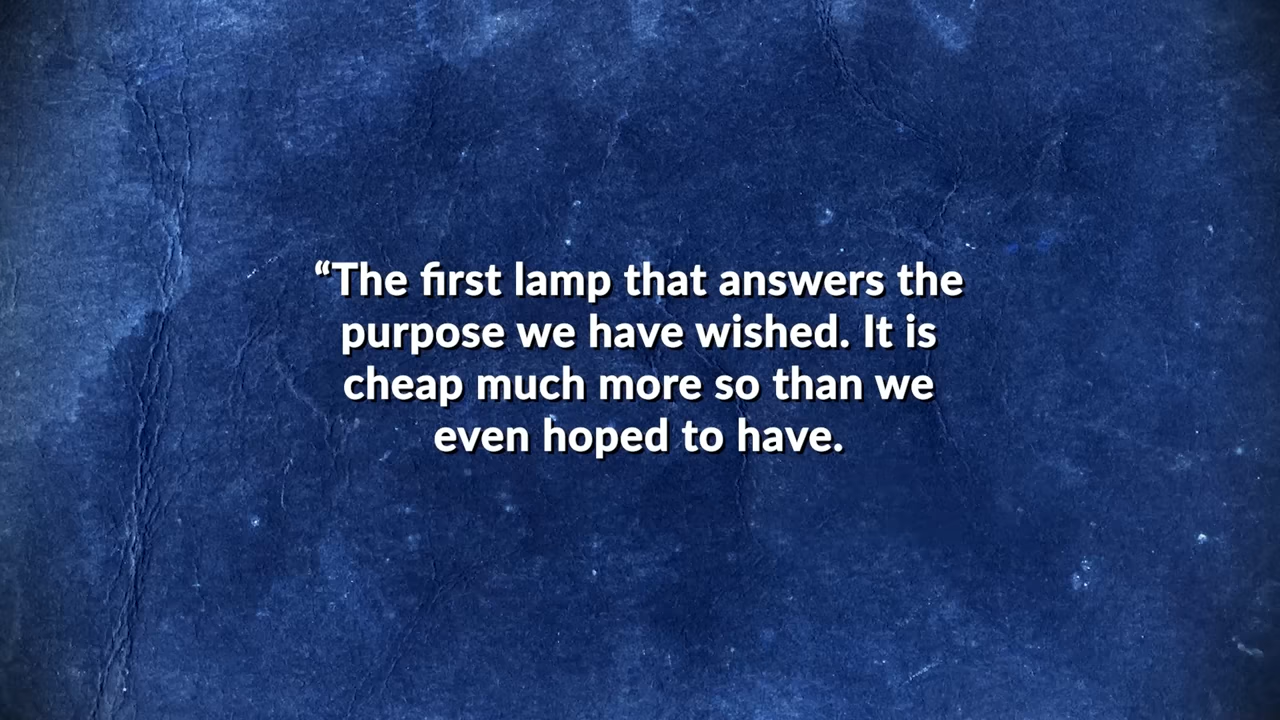 “The first lamp that answers the
purpose we have wished. It is
cheap much more so than we
even hoped to have.